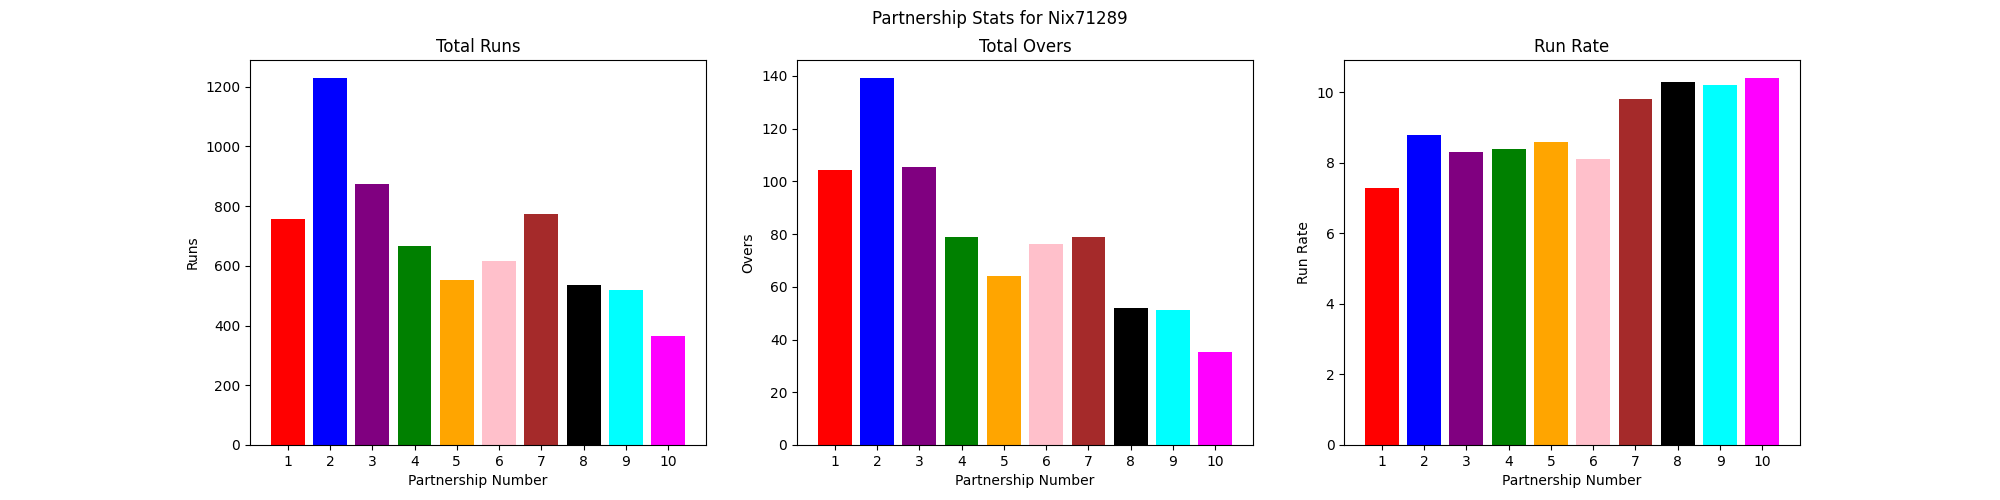 Partnership Stats for Nix71289
Total Runs
Runs
1200
1000
800
600
400
200
0
1 2 3 4 5 6 7 8 9 10
Partnership Number
Total Overs
Overs
140
120
100
80
60
40
20
0
1 2 3 4 5 6 7 8 9 10
Partnership Number
Run Rate
Run Rate
10
8
6
4
2
0
1 2 3 4 5 6 7 8 9 10
Partnership Number